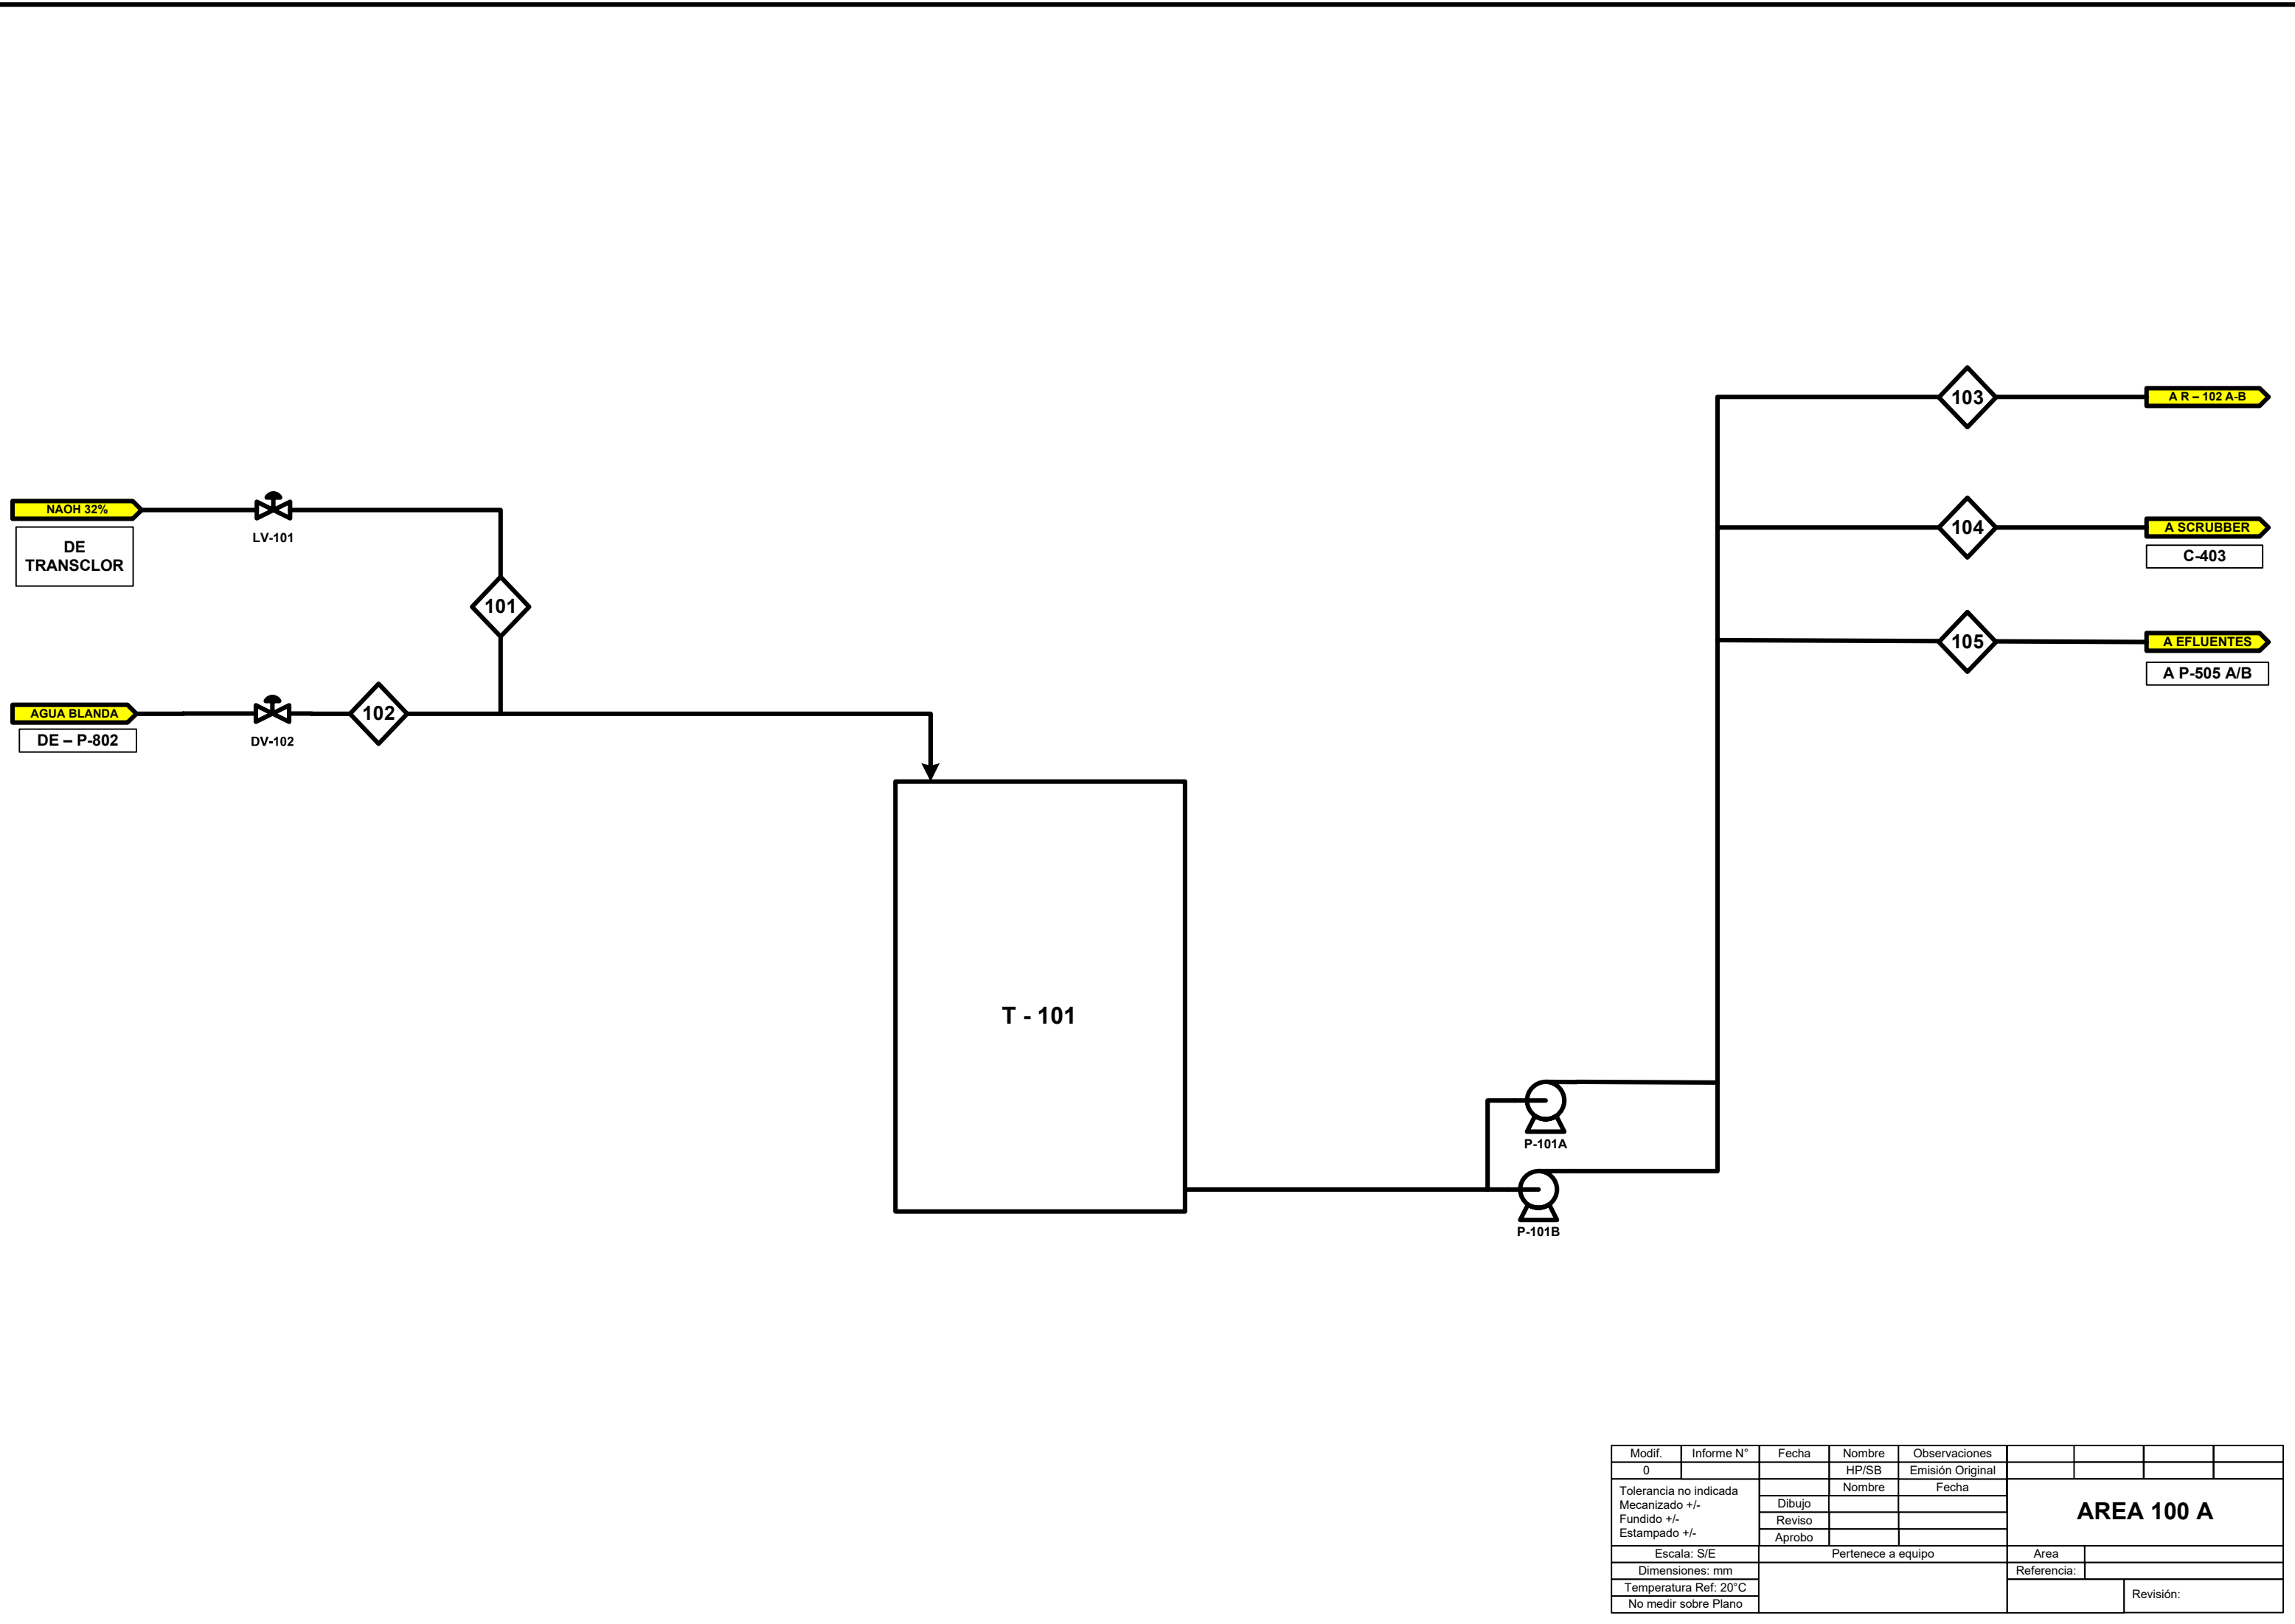 103
A R – 102 A-B
NAOH 32%
DE
TRANSCLOR
LV-101
104
A SCRUBBER
C-403
101
105
A EFLUENTES
A P-505 A/B
AGUA BLANDA
DE – P-802
DV-102
102
T - 101
P-101A
P-101B
Modif. Informe N° Fecha Nombre Observaciones
0 HP/SB Emisión Original
Tolerancia no indicada
Mecanizado +/-
Fundido +/-
Estampado +/-
Nombre Fecha
Dibujo
Reviso
Aprobo
AREA 100 A
Escala: S/E Pertenece a equipo Area
Dimensiones: mm Referencia:
Temperatura Ref: 20°C
No medir sobre Plano
Revisión: